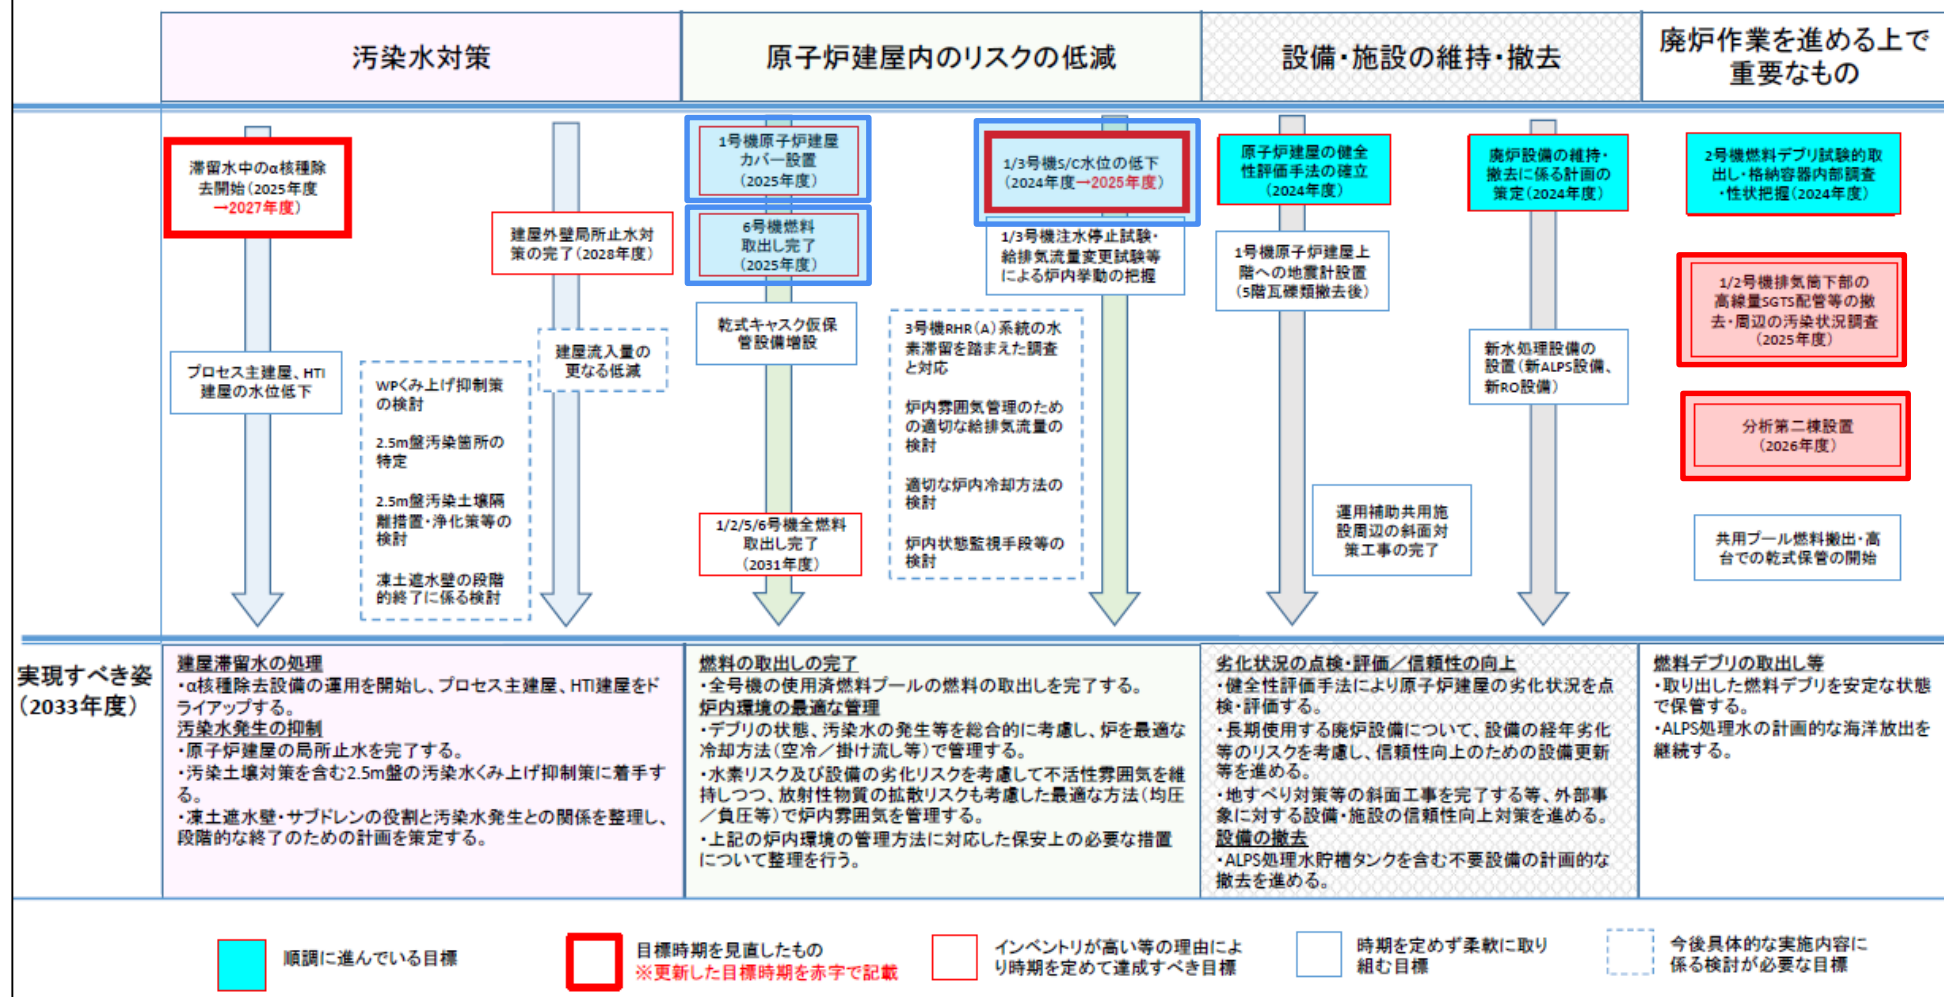 汚染水対策
原子炉建屋内のリスクの低減
設備・施設の維持・撤去
廃炉作業を進める上で
重要なもの
滞留水中のα核種除
去開始(2025年度
→2027年度)
プロセス主建屋、HTI
建屋の水位低下
WPくみ上げ抑制策
の検討
2.5m盤汚染箇所の
特定
2.5m盤汚染土壌隔
離措置・浄化策等の
検討
凍土遮水壁の段階
的終了に係る検討
建屋外壁局所止水対
策の完了(2028年度)
建屋流入量の
更なる低減
1号機原子炉建屋
カバー設置
(2025年度)
6号機燃料
取出し完了
(2025年度)
乾式キャスク仮保
管設備増設
1/2/5/6号機全燃料
取出し完了
(2031年度)
1/3号機S/C水位の低下
(2024年度→2025年度)
1/3号機注水停止試験・
給排気流量変更試験等
による炉内挙動の把握
3号機RHR(A)系統の水
素滞留を踏まえた調査
と対応
炉内雰囲気管理のため
の適切な給排気流量の
検討
適切な炉内冷却方法の
検討
炉内状態監視手段等の
検討
原子炉建屋の健全
性評価手法の確立
(2024年度)
1号機原子炉建屋上
階への地震計設置
(5階瓦礫類撤去後)
運用補助共用施
設周辺の斜面対
策工事の完了
廃炉設備の維持・
撤去に係る計画の
策定(2024年度)
新水処理設備の
設置(新ALPS設備、
新RO設備)
2号機燃料デブリ試験的取
出し・格納容器内部調査
・性状把握(2024年度)
1/2号機排気筒下部の
高線量SGTS配管等の撤
去・周辺の汚染状況調査
(2025年度)
分析第二棟設置
(2026年度)
共用プール燃料搬出・高
台での乾式保管の開始
実現すべき姿
(2033年度)
建屋滞留水の処理
・α核種除去設備の運用を開始し、プロセス主建屋、HTI建屋をド
ライアップする。
汚染水発生の抑制
・原子炉建屋の局所止水を完了する。
・汚染土壌対策を含む2.5m盤の汚染水くみ上げ抑制策に着手す
る。
・凍土遮水壁・サブドレンの役割と汚染水発生との関係を整理し、
段階的な終了のための計画を策定する。
燃料の取出しの完了
・全号機の使用済燃料プールの燃料の取出しを完了する。
炉内環境の最適な管理
・デブリの状態、汚染水の発生等を総合的に考慮し、炉を最適な
冷却方法(空冷／掛け流し等)で管理する。
・水素リスク及び設備の劣化リスクを考慮して不活性雰囲気を維
持しつつ、放射性物質の拡散リスクも考慮した最適な方法(均圧
／負圧等)で炉内雰囲気を管理する。
・上記の炉内環境の管理方法に対応した保安上の必要な措置
について整理を行う。
劣化状況の点検・評価／信頼性の向上
・健全性評価手法により原子炉建屋の劣化状況を点
検・評価する。
・長期使用する廃炉設備について、設備の経年劣化
等のリスクを考慮し、信頼性向上のための設備更新
等を進める。
・地すべり対策等の斜面工事を完了する等、外部事
象に対する設備・施設の信頼性向上対策を進める。
設備の撤去
・ALPS処理水貯槽タンクを含む不要設備の計画的な
撤去を進める。
燃料デブリの取出し等
・取り出した燃料デブリを安定な状態
で保管する。
・ALPS処理水の計画的な海洋放出を
継続する。
順調に進んでいる目標
目標時期を見直したもの
※更新した目標時期を赤字で記載
インベントリが高い等の理由によ
り時期を定めて達成すべき目標
時期を定めず柔軟に取り
組む目標
今後具体的な実施内容に
係る検討が必要な目標